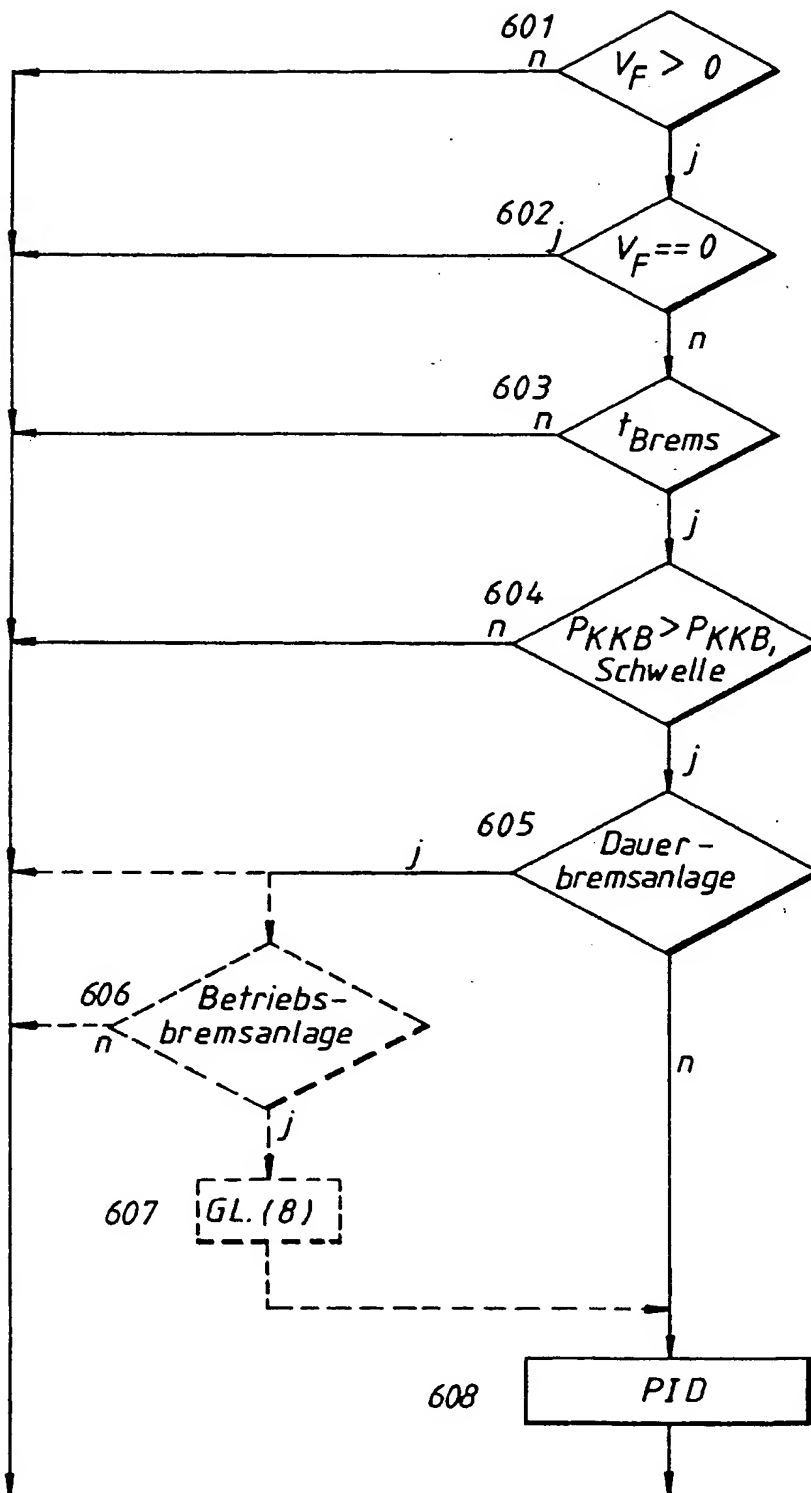 601
n
V_F > 0
j
602
j
V_F == 0
n
603
n
t_Brems
j
604
n
P_KKB > P_KKB,
Schwelle
j
605
j
Dauer-
bremsanlage
606
n
Betriebs-
bremsanlage
n
j
607
GL.(8)
608
PID